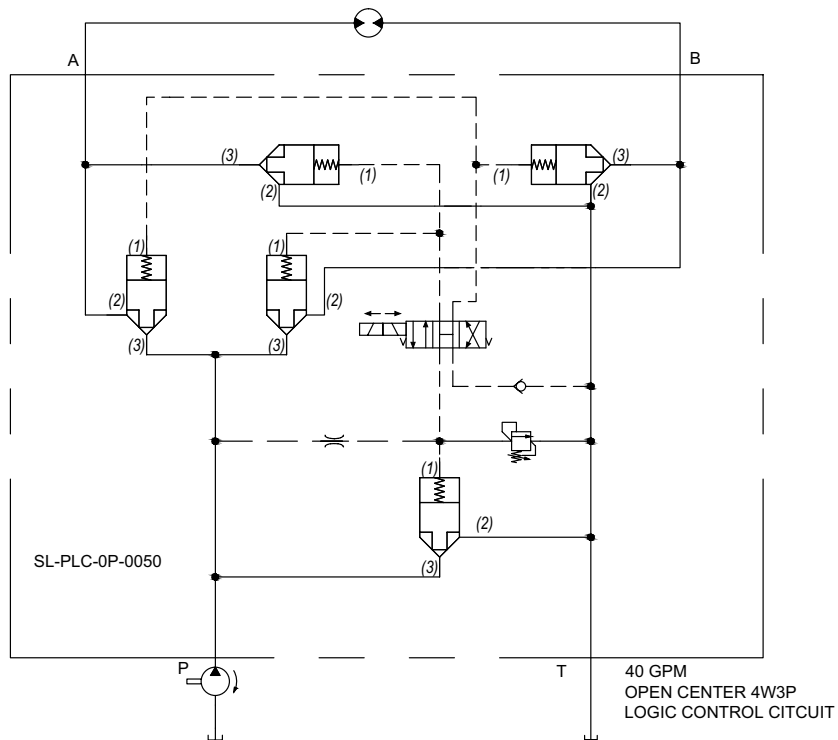 A
B
(3)
(1)
(1)
(3)
(2)
(2)
(1)
(1)
(2)
(2)
(3)
(3)
(1)
(2)
(3)
SL-PLC-0P-0050
P
T
40 GPM
OPEN CENTER 4W3P
LOGIC CONTROL CITCUIT